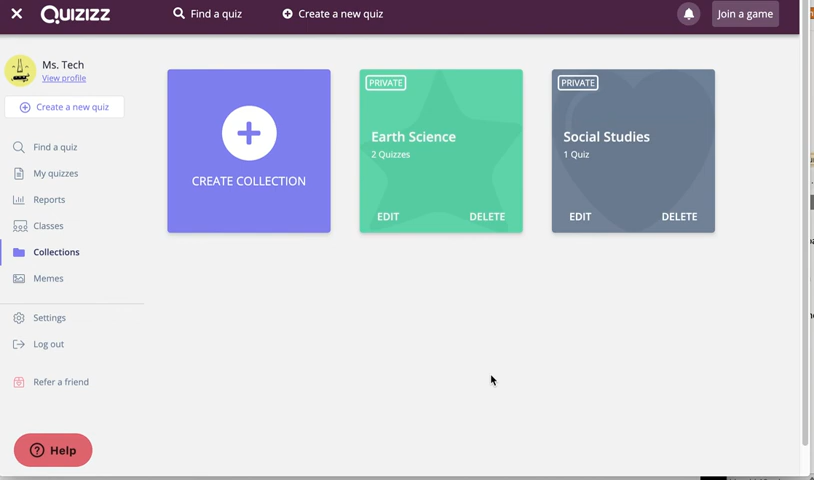 QUIZIZZ
Find a quiz
Create a new quiz
Join a game
Ms. Tech
View profile
Create a new quiz
Find a quiz
My quizzes
Reports
Classes
Collections
Memes
Settings
Log out
Refer a friend
Help
CREATE COLLECTION
PRIVATE
Earth Science
2 Quizzes
EDIT DELETE
PRIVATE
Social Studies
1 Quiz
EDIT DELETE